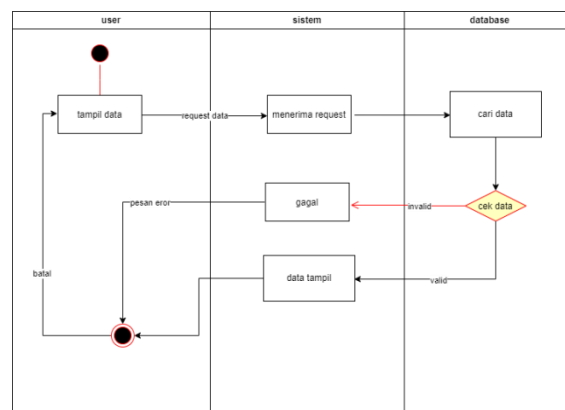 user
sistem
database
tampil data
request data
menerima request
cari data
pesan eror
gagal
invalid
cek data
batal
data tampil
valid